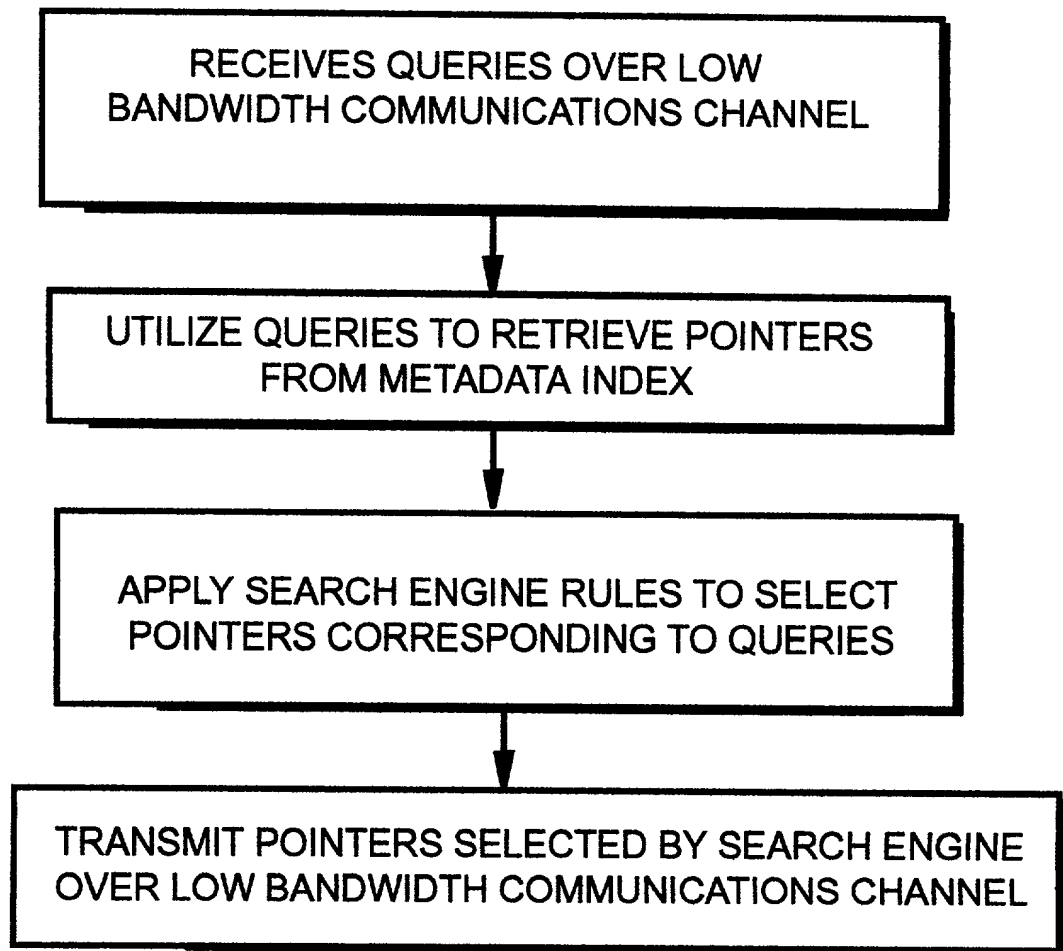 RECEIVES QUERIES OVER LOW
BANDWIDTH COMMUNICATIONS CHANNEL
UTILIZE QUERIES TO RETRIEVE POINTERS
FROM METADATA INDEX
APPLY SEARCH ENGINE RULES TO SELECT
POINTERS CORRESPONDING TO QUERIES
TRANSMIT POINTERS SELECTED BY SEARCH ENGINE
OVER LOW BANDWIDTH COMMUNICATIONS CHANNEL